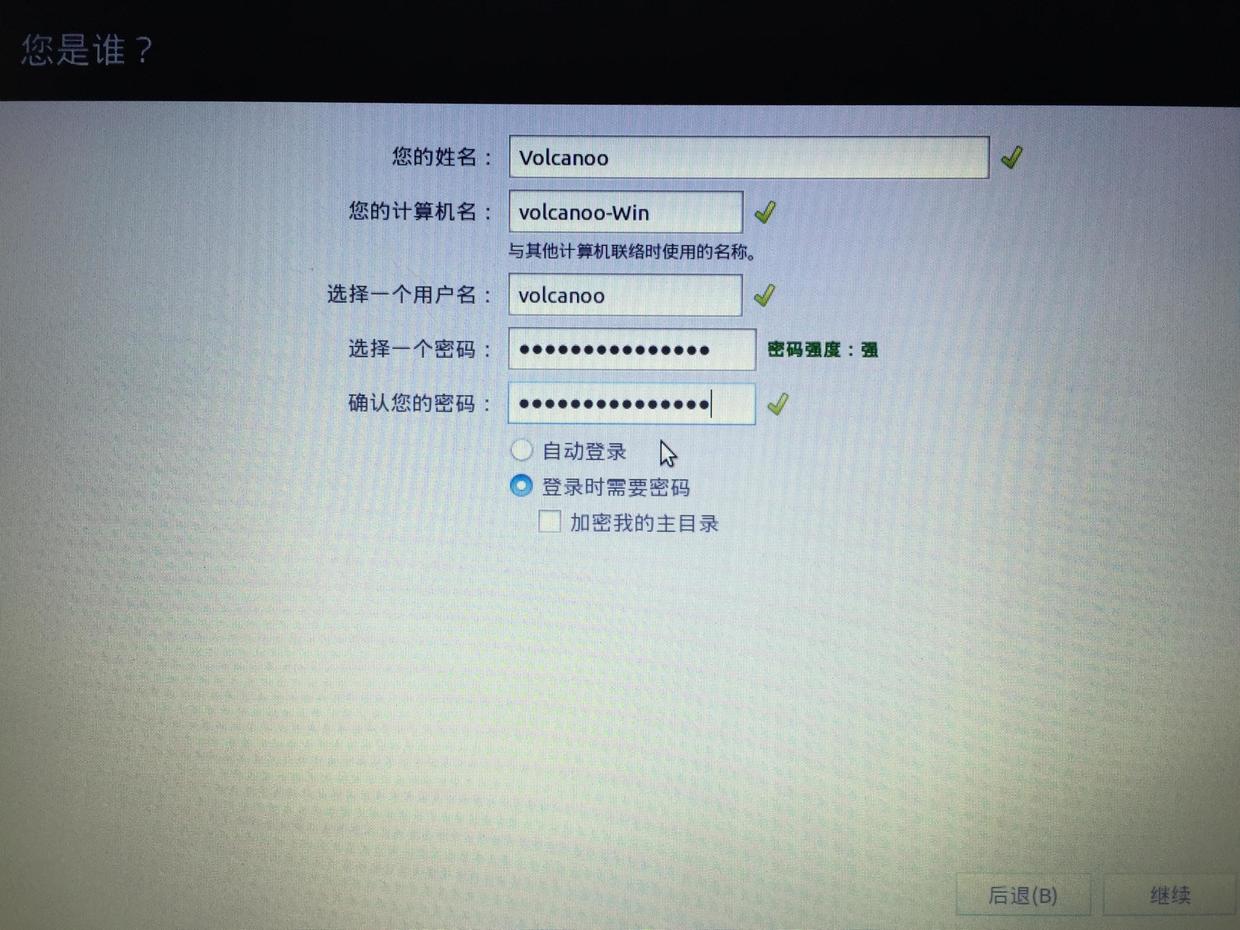 您是谁？
您的姓名： Volcanoo
您的计算机名： volcanoo-Win
与其他计算机联络时使用的名称。
选择一个用户名： volcanoo
选择一个密码： ●●●●●●●●●●●●●●● 密码强度：强
确认您的密码： ●●●●●●●●●●●●●●●
自动登录
登录时需要密码
加密我的主目录
后退(B) 继续